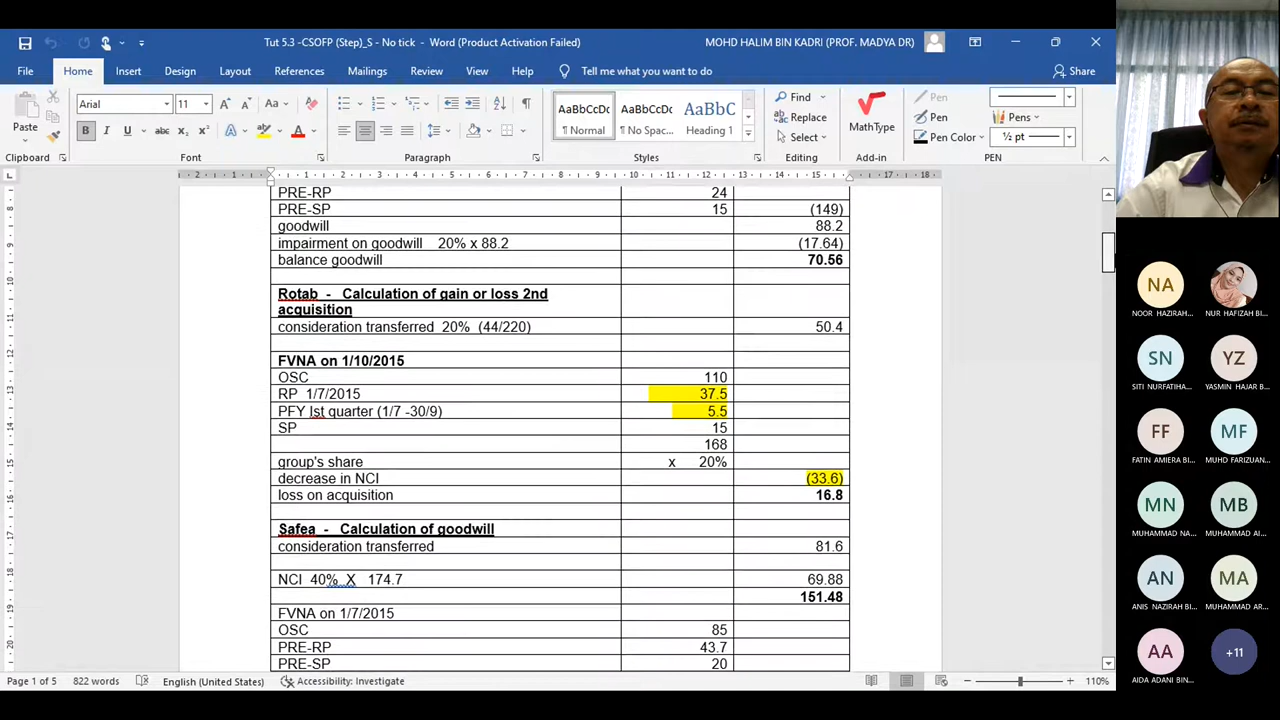 Tut 5.3 -CSOFP (Step)_S - No tick - Word (Product Activation Failed)
MOHD HALIM BIN KADRI (PROF. MADYA DR)
File Home Insert Design Layout References Mailings Review View Help Tell me what you want to do Share
Arial 11
Paste
B I U abc x₂ x²
AaBbCcDc AaBbCcDc AaBbC
¶ Normal ¶ No Spac... Heading 1
Find
Replace
Select
MathType
Pen
Pen
Pen Color
Pens
½ pt
Clipboard Font Paragraph Styles Editing Add-in PEN
PRE-RP 24
PRE-SP 15 (149)
goodwill 88.2
impairment on goodwill 20% x 88.2 (17.64)
balance goodwill 70.56
Rotab - Calculation of gain or loss 2nd
acquisition
consideration transferred 20% (44/220) 50.4
FVNA on 1/10/2015
OSC 110
RP 1/7/2015 37.5
PFY Ist quarter (1/7 -30/9) 5.5
SP 15
168
group's share x 20%
decrease in NCI (33.6)
loss on acquisition 16.8
Safea - Calculation of goodwill
consideration transferred 81.6
NCI 40% X 174.7 69.88
151.48
FVNA on 1/7/2015
OSC 85
PRE-RP 43.7
PRE-SP 20
Page 1 of 5 822 words English (United States) Accessibility: Investigate 110%
NA
NOOR HAZIRAH... NUR HAFIZAH BI...
SN YZ
SITI NURFATIHA... YASMIN HAJAR B...
FF MF
FATIN AMIERA BI... MUHD FARIZUAN...
MN MB
MUHAMMAD NA... MUHAMMAD AI...
AN MA
ANIS NAZIRAH BI... MUHAMMAD AR...
AA +11
AIDA ADANI BIN...